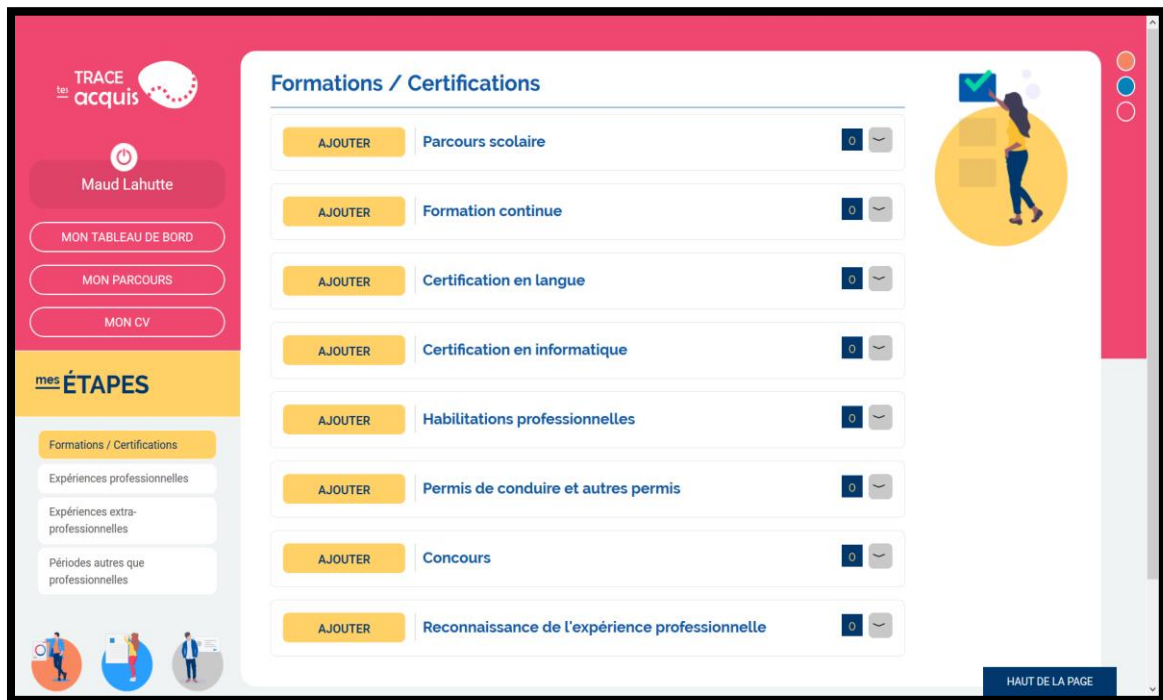 TRACE
tes acquis
Maud Lahutte
MON TABLEAU DE BORD
MON PARCOURS
MON CV
mes ÉTAPES
Formations / Certifications
Expériences professionnelles
Expériences extra-
professionnelles
Périodes autres que
professionnelles
Formations / Certifications
AJOUTER Parcours scolaire 0
AJOUTER Formation continue 0
AJOUTER Certification en langue 0
AJOUTER Certification en informatique 0
AJOUTER Habilitations professionnelles 0
AJOUTER Permis de conduire et autres permis 0
AJOUTER Concours 0
AJOUTER Reconnaissance de l'expérience professionnelle 0
HAUT DE LA PAGE